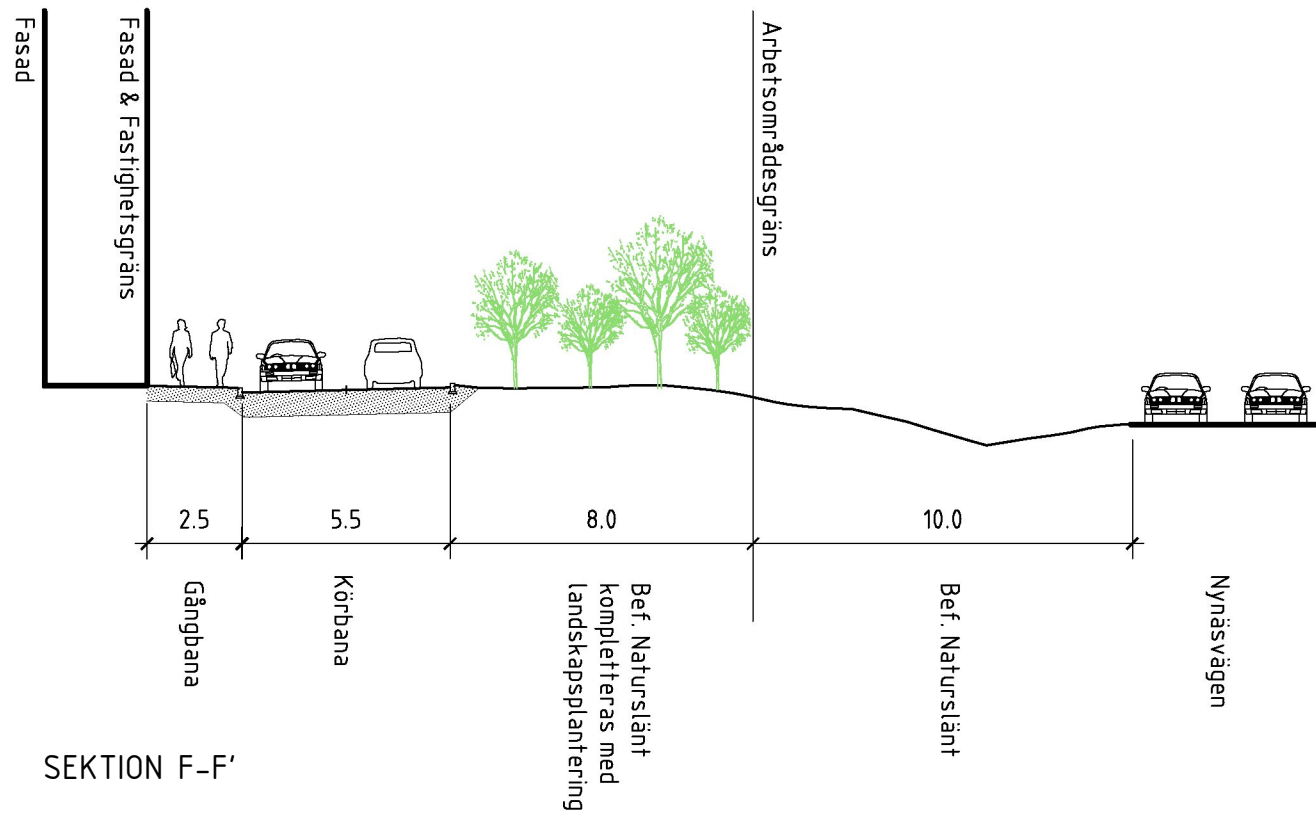 Fasad
Fasad & Fastighetsgräns
Arbetsområdesgräns
2.5
5.5
8.0
10.0
Gångbana
Körbana
Bef. Naturslänt
kompletteras med
landskapsplantering
Bef. Naturslänt
Nynäsvägen
SEKTION F-F'